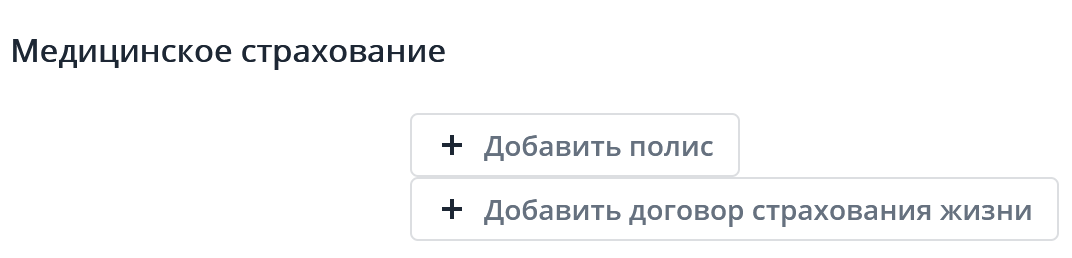 Медицинское страхование
+ Добавить полис
+ Добавить договор страхования жизни